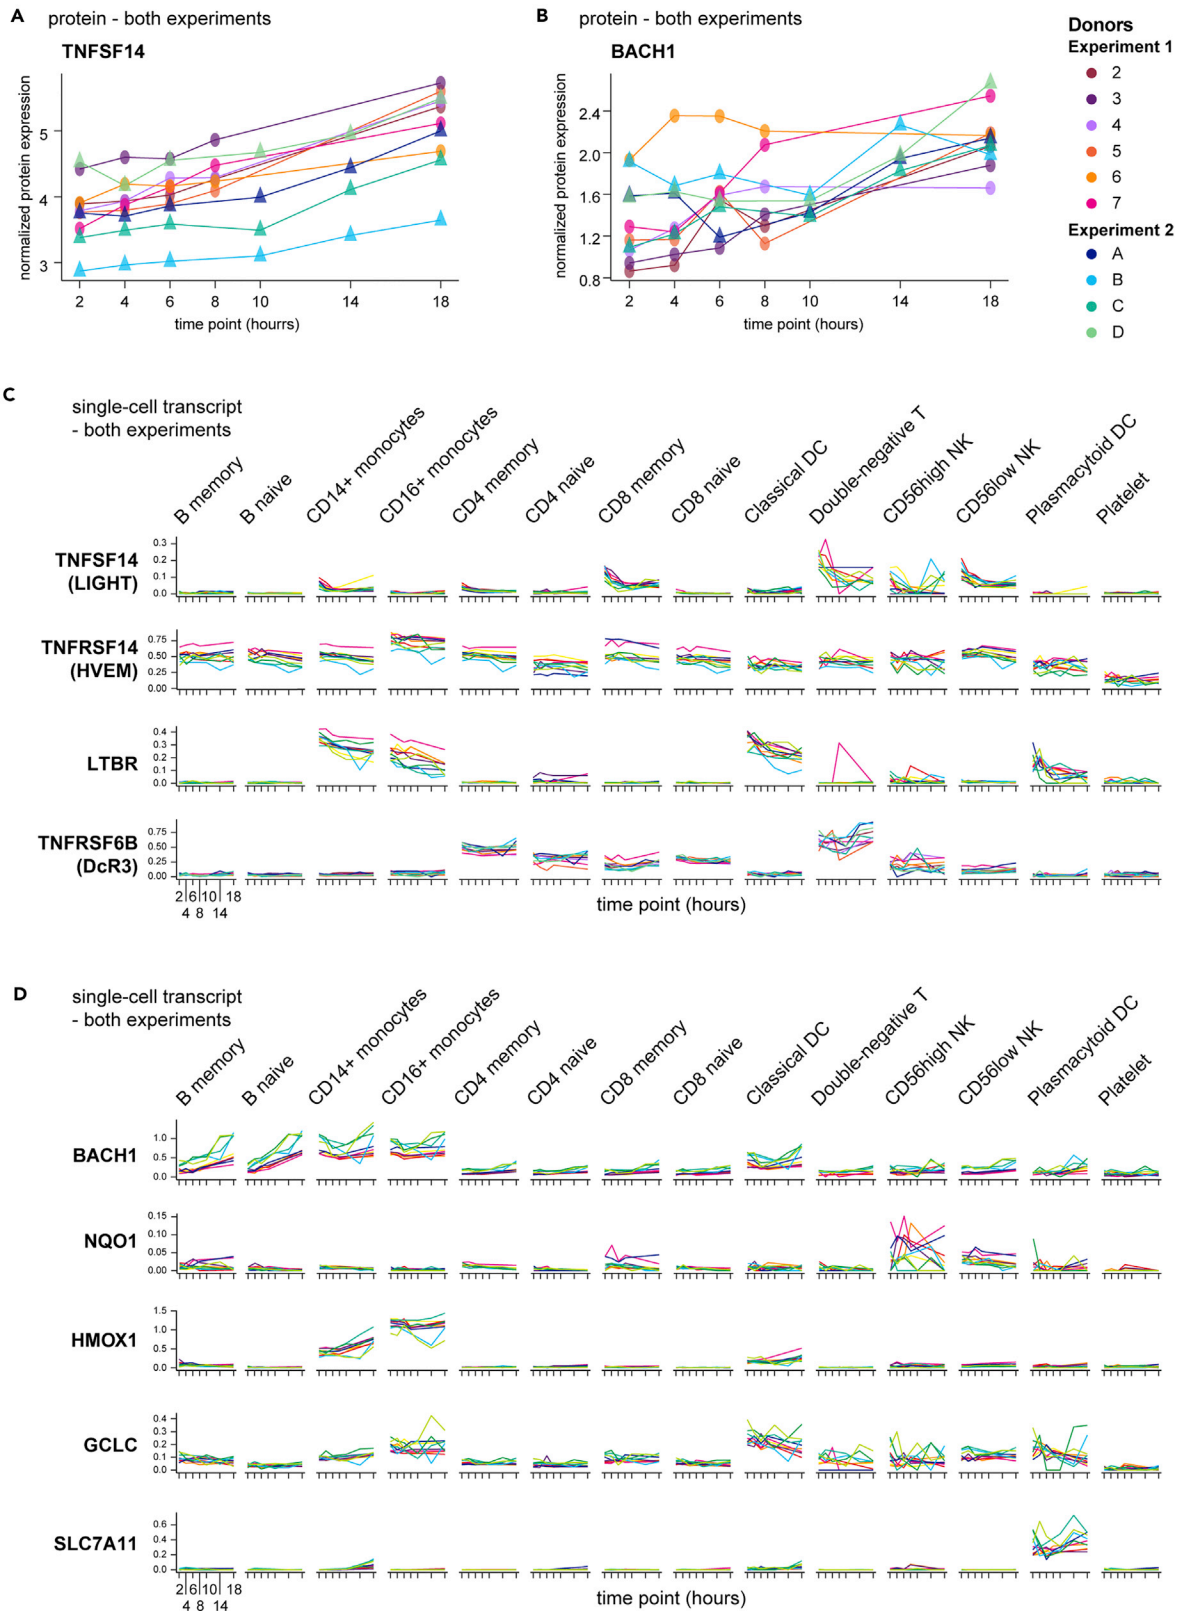 A protein - both experiments
TNFSF14
normalized protein expression
5
4
3
2 4 6 8 10 14 18
time point (hourrs)
B protein - both experiments
BACH1
normalized protein expression
2.4
2.0
1.6
1.2
0.8
2 4 6 8 10 14 18
time point (hours)
Donors
Experiment 1
2
3
4
5
6
7
Experiment 2
A
B
C
D
C
single-cell transcript
- both experiments
B memory
B naive
CD14+ monocytes
CD16+ monocytes
CD4 memory
CD4 naive
CD8 memory
CD8 naive
Classical DC
Double-negative T
CD56high NK
CD56low NK
Plasmacytoid DC
Platelet
TNFSF14
(LIGHT)
0.3
0.2
0.1
0.0
TNFRSF14
(HVEM)
0.75
0.50
0.25
0.00
LTBR
0.4
0.3
0.2
0.1
0.0
TNFRSF6B
(DcR3)
0.75
0.50
0.25
0.00
2 6 10 18
4 8 14
time point (hours)
D
single-cell transcript
- both experiments
B memory
B naive
CD14+ monocytes
CD16+ monocytes
CD4 memory
CD4 naive
CD8 memory
CD8 naive
Classical DC
Double-negative T
CD56high NK
CD56low NK
Plasmacytoid DC
Platelet
BACH1
1.0
0.5
0.0
NQO1
0.15
0.10
0.05
0.00
HMOX1
1.5
1.0
0.5
0.0
GCLC
0.4
0.3
0.2
0.1
0.0
SLC7A11
0.6
0.4
0.2
0.0
2 6 10 18
4 8 14
time point (hours)